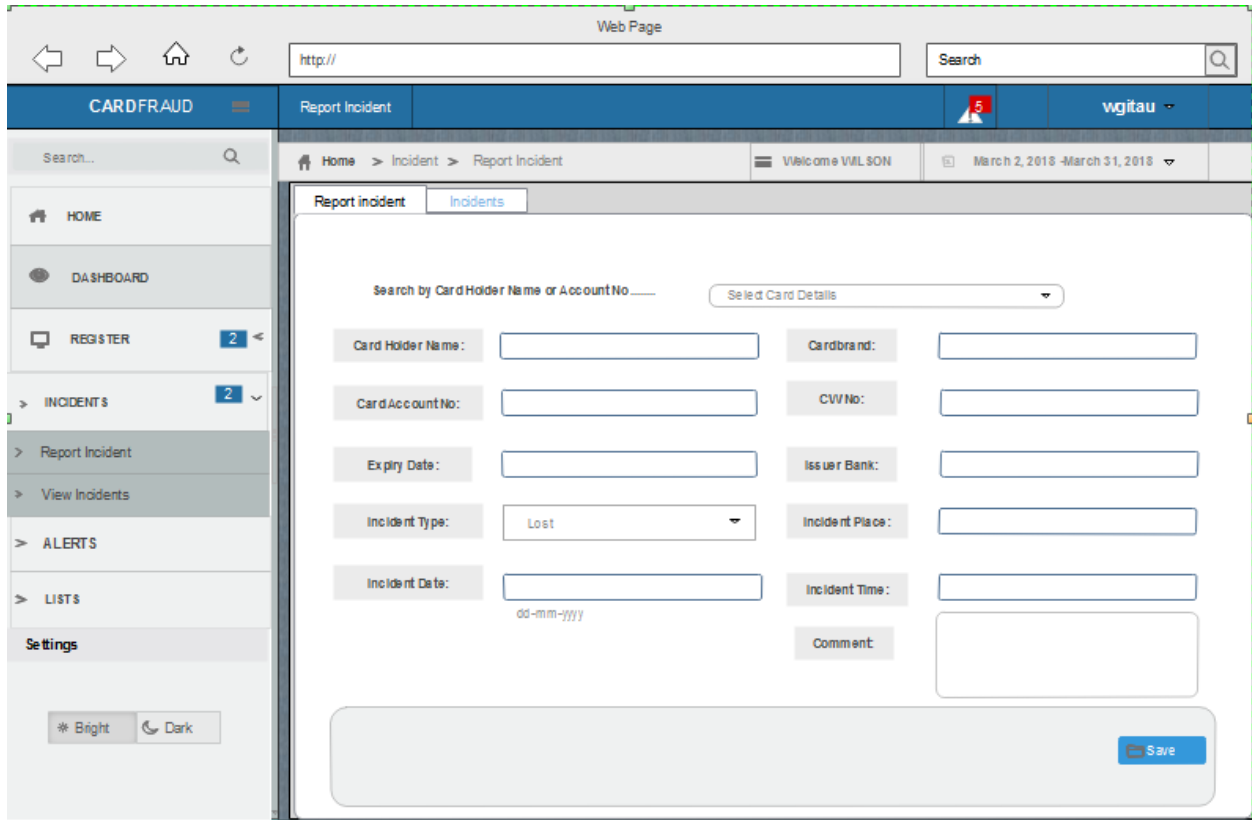 Web Page
http://
Search
CARDFRAUD
Report Incident
5
wgitau
Search...
Home > Incident > Report Incident
Welcome WILSON
March 2, 2018 -March 31, 2018
Report incident
Incidents
HOME
DASHBOARD
REGISTER
2
INCIDENTS
2
> Report Incident
> View Incidents
> ALERTS
> LISTS
Settings
Bright
Dark
Search by Card Holder Name or Account No ........
Select Card Details
Card Holder Name:
Cardbrand:
Card Account No:
CVV No:
Expiry Date:
Issuer Bank:
Incident Type:
Lost
Incident Place:
Incident Date:
dd-mm-yyyy
Incident Time:
Comment:
Save